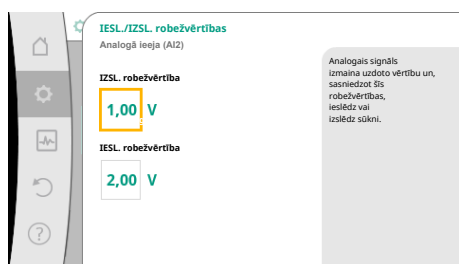 IESL./IZSL. robežvērtības
Analogā ieeja (AI2)
IZSL. robežvērtība
1,00 V
IESL. robežvērtība
2,00 V
Analogais signāls
izmaina uzdoto vērtību un,
sasniedzot šīs
robežvērtības,
ieslēdz vai
izslēdz sūkni.
?